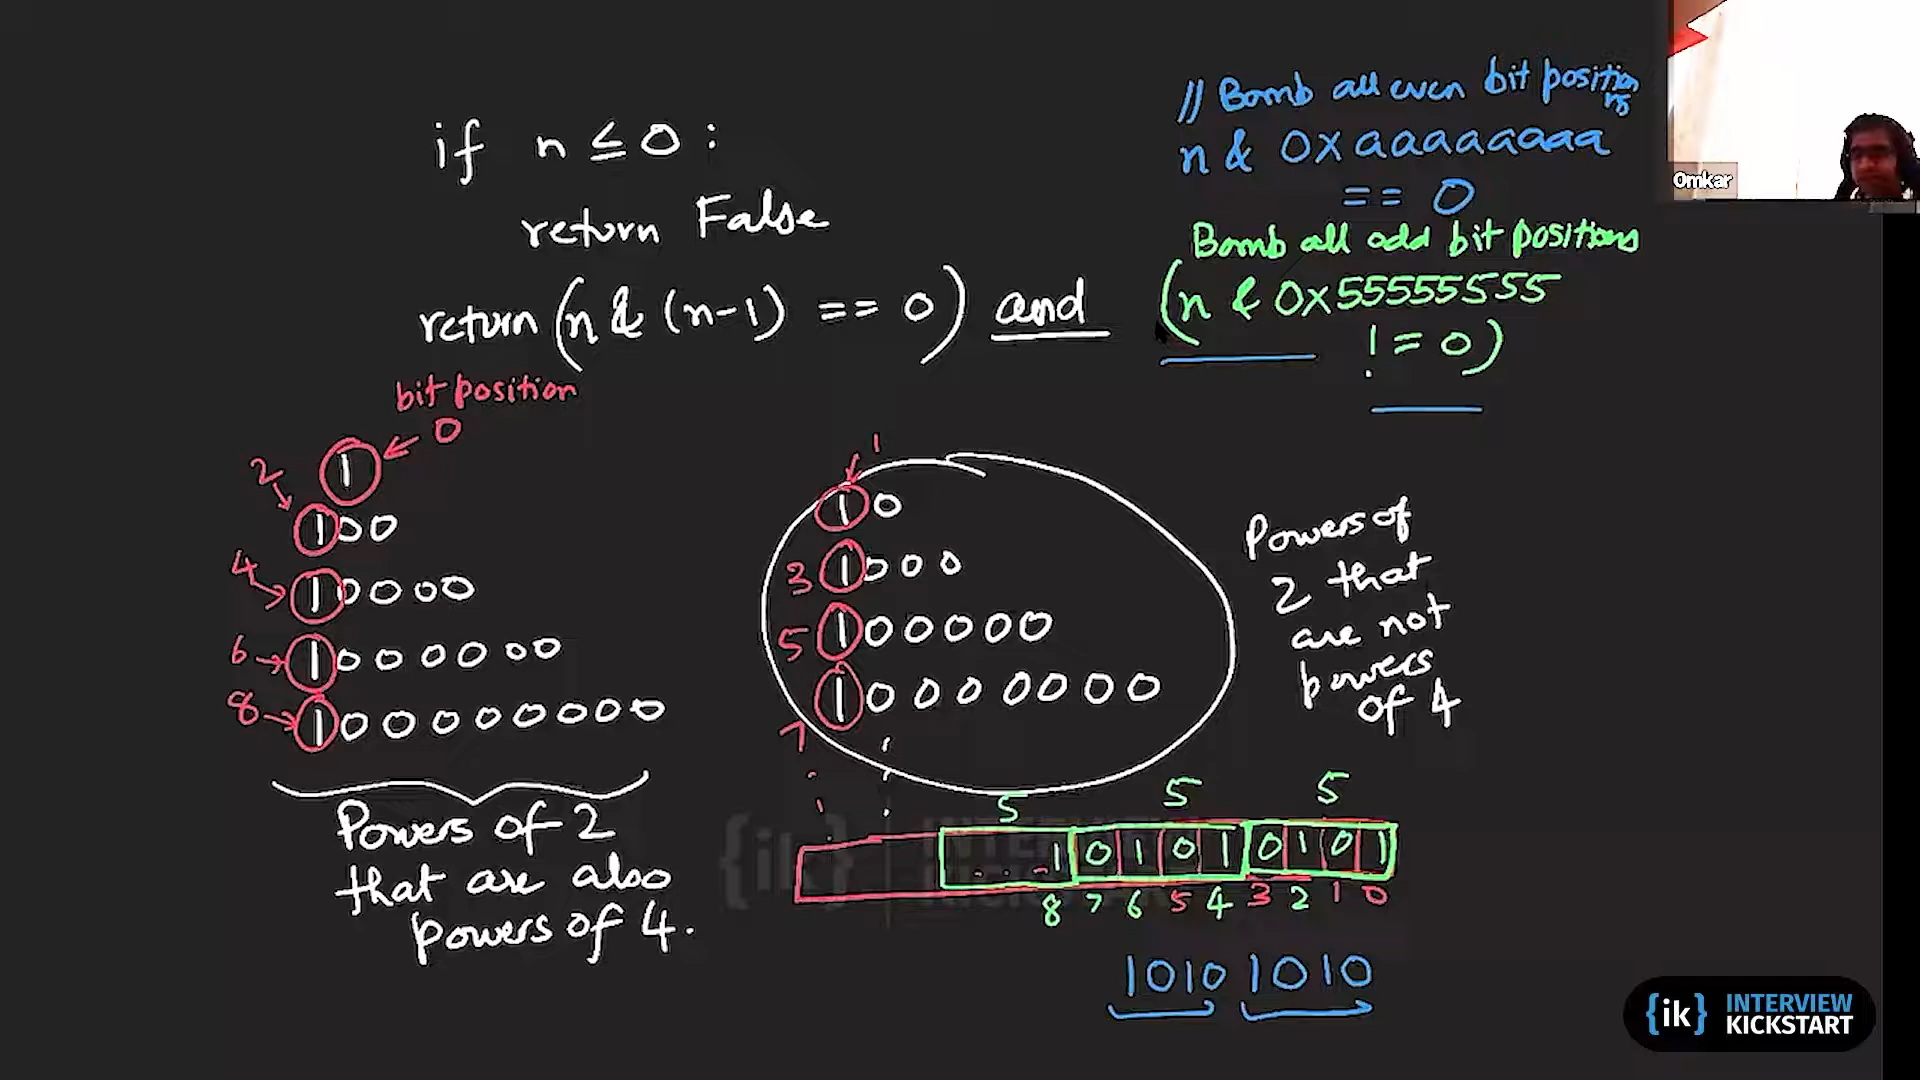 // Bomb all even bit positions
n & 0xaaaaaaaa
== 0
Omkar
if n ≤ 0 :
return False
Bomb all odd bit positions
return (n & (n-1) == 0) and (n & 0x55555555
!= 0)
bit position
0
1
2
100
4
10000
6
1000000
8
100000000
Powers of 2
that are also
powers of 4.
1
10
3
1000
5
100000
7
10000000
Powers of
2 that
are not
powers
of 4
5 5 5
. . . 1 0 1 0 1 0 1 0 1
8 7 6 5 4 3 2 1 0
1010 1010
{ik} INTERVIEW
KICKSTART